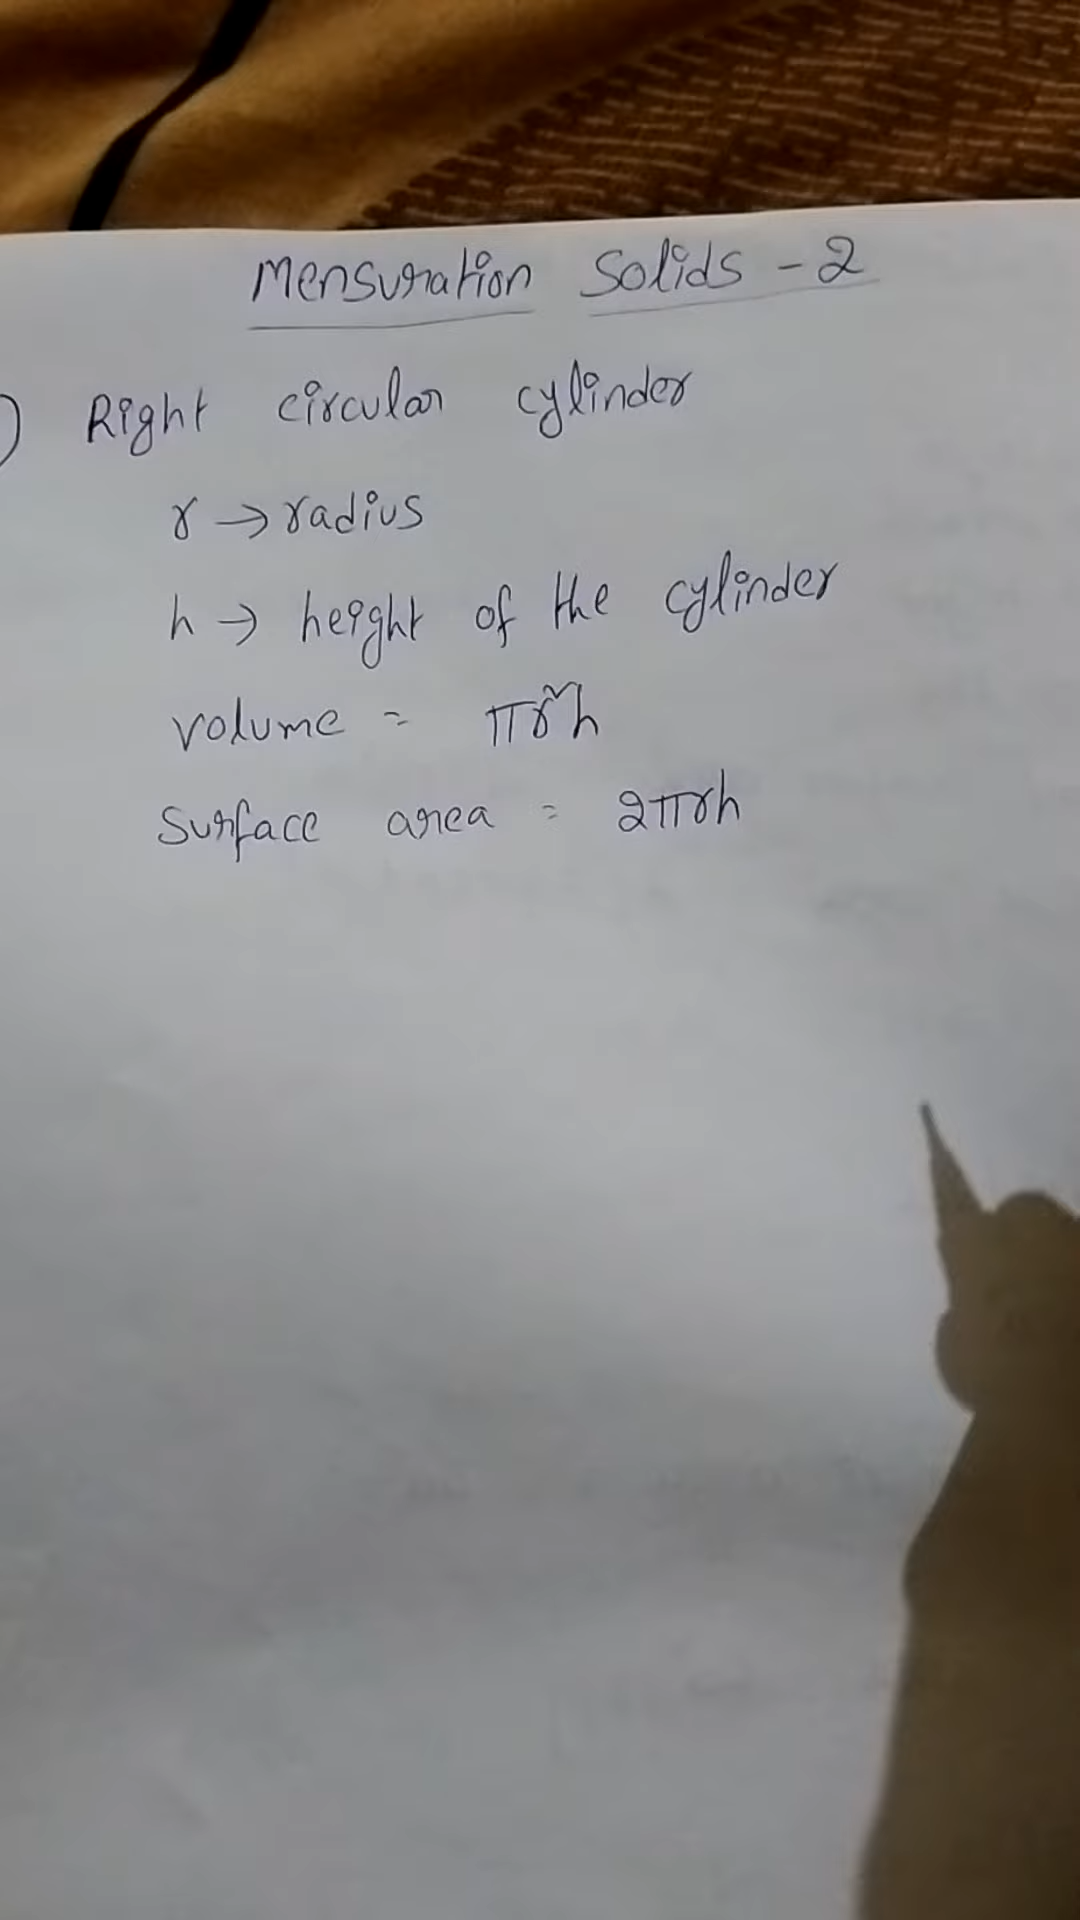 Mensuration Solids - 2
) Right circular cylinder
r → radius
h → height of the cylinder
volume = πr²h
Surface area = 2πrh